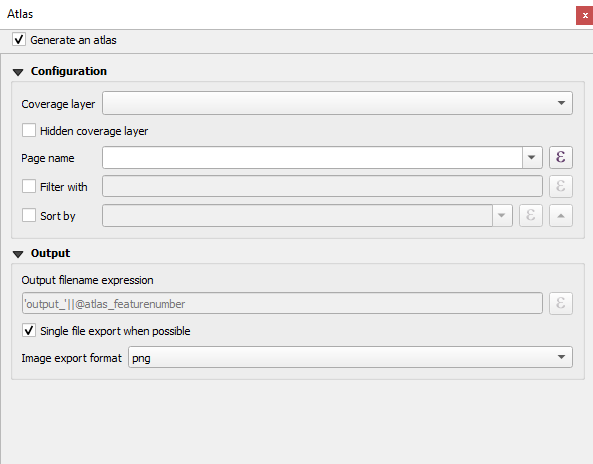 Atlas
Generate an atlas
Configuration
Coverage layer
Hidden coverage layer
Page name
Filter with
Sort by
Output
Output filename expression
'output_'||@atlas_featurenumber
Single file export when possible
Image export format png